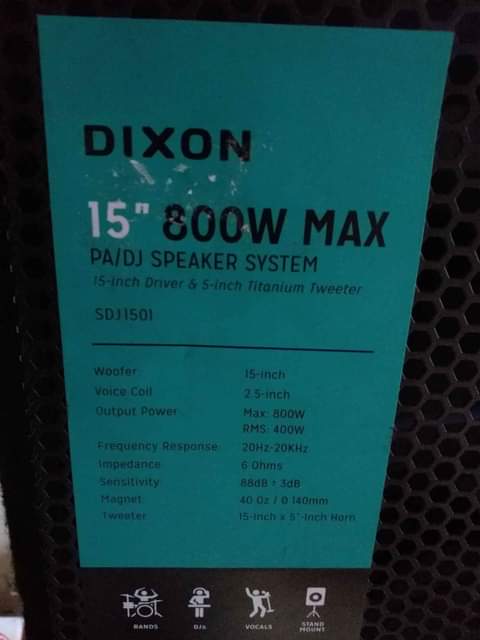 DIXON
15" 800W MAX
PA/DJ SPEAKER SYSTEM
15-inch Driver & 5-inch Titanium Tweeter
SDJ1501
Woofer: 15-inch
Voice Coil 2.5-inch
Output Power Max: 800W
RMS: 400W
Frequency Response: 20Hz-20KHz
Impedance 6 Ohms
Sensitivity: 88dB ± 3dB
Magnet: 40 Oz / 0 140mm
Tweeter 15-inch x 5"-inch Horn
BANDS DJs VOCALS STAND
MOUNT